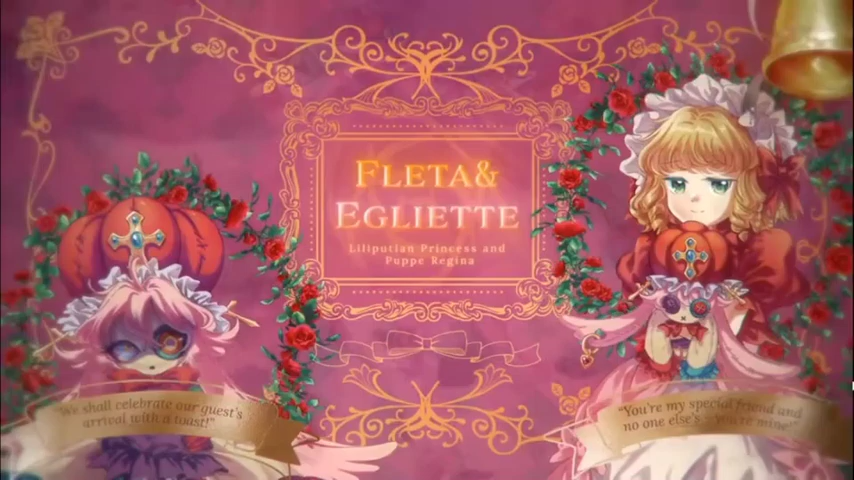 FLETA&
EGLIETTE
Liliputian Princess and
Puppe Regina
"We shall celebrate our guest's
arrival with a toast!"
"You're my special friend and
no one else's - you're mine!"